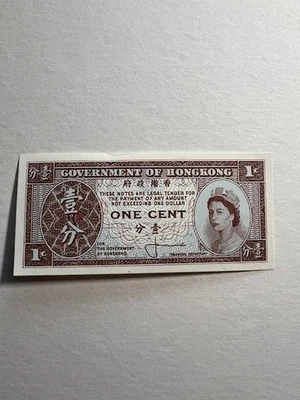 GOVERNMENT OF HONGKONG
府政港香
THESE NOTES ARE LEGAL TENDER FOR
THE PAYMENT OF ANY AMOUNT
NOT EXCEEDING ONE DOLLAR
ONE CENT
分壹
壹
分
FOR
THE GOVERNMENT
OF HONGKONG
FINANCIAL SECRETARY
分壹
1¢
分壹
1¢
1¢
分壹